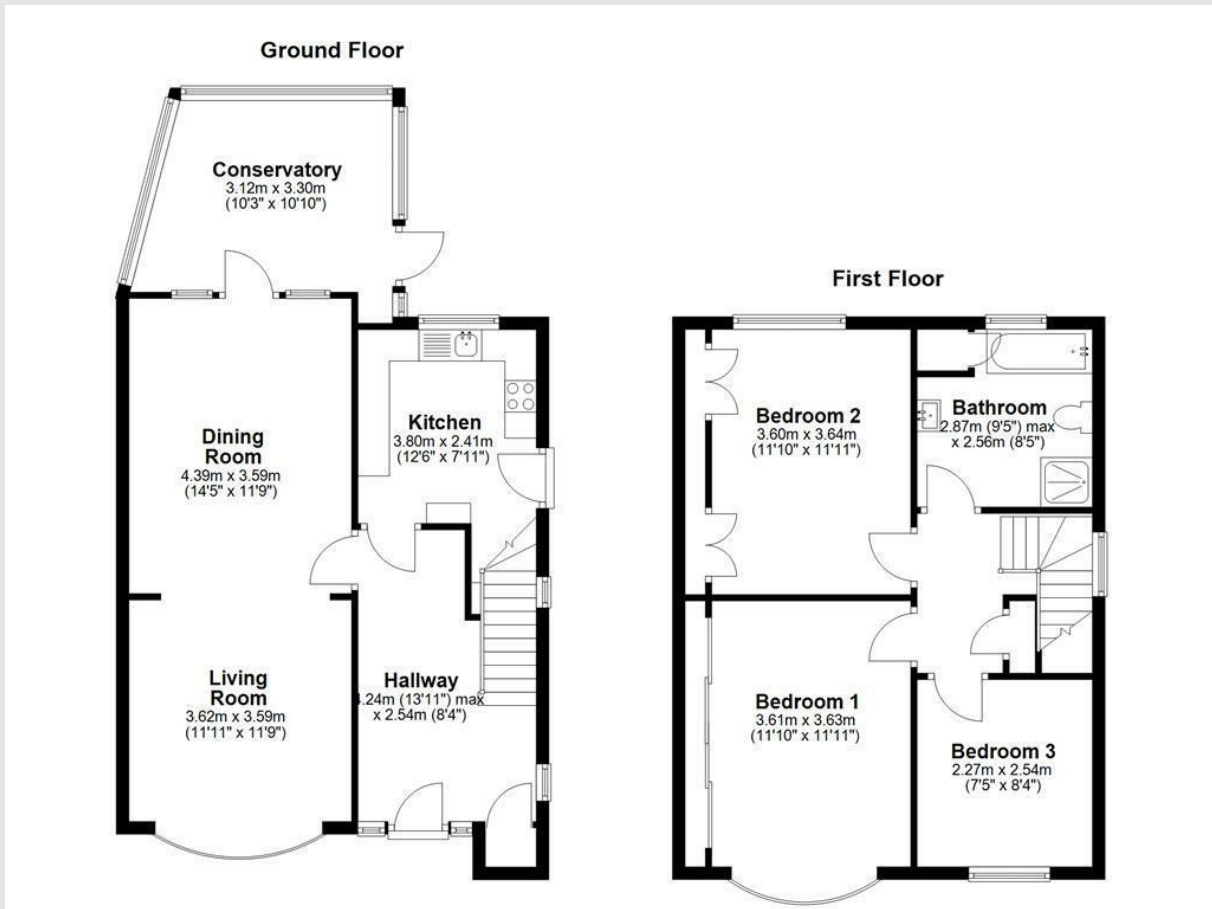 Ground Floor
Conservatory
3.12m x 3.30m
(10'3" x 10'10")
Dining
Room
4.39m x 3.59m
(14'5" x 11'9")
Kitchen
3.80m x 2.41m
(12'6" x 7'11")
Living
Room
3.62m x 3.59m
(11'11" x 11'9")
Hallway
4.24m (13'11") max
x 2.54m (8'4")
First Floor
Bedroom 2
3.60m x 3.64m
(11'10" x 11'11")
Bathroom
2.87m (9'5") max
x 2.56m (8'5")
Bedroom 1
3.61m x 3.63m
(11'10" x 11'11")
Bedroom 3
2.27m x 2.54m
(7'5" x 8'4")